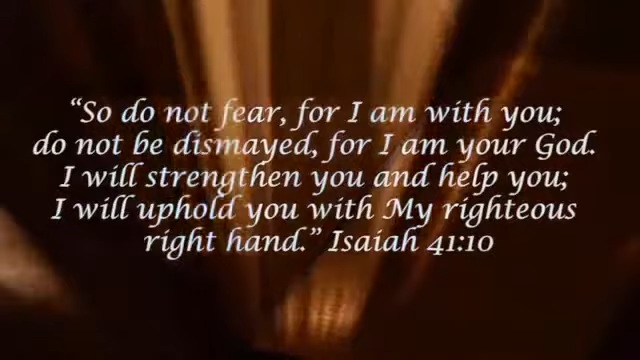 “So do not fear, for I am with you;
do not be dismayed, for I am your God.
I will strengthen you and help you;
I will uphold you with My righteous
right hand.” Isaiah 41:10